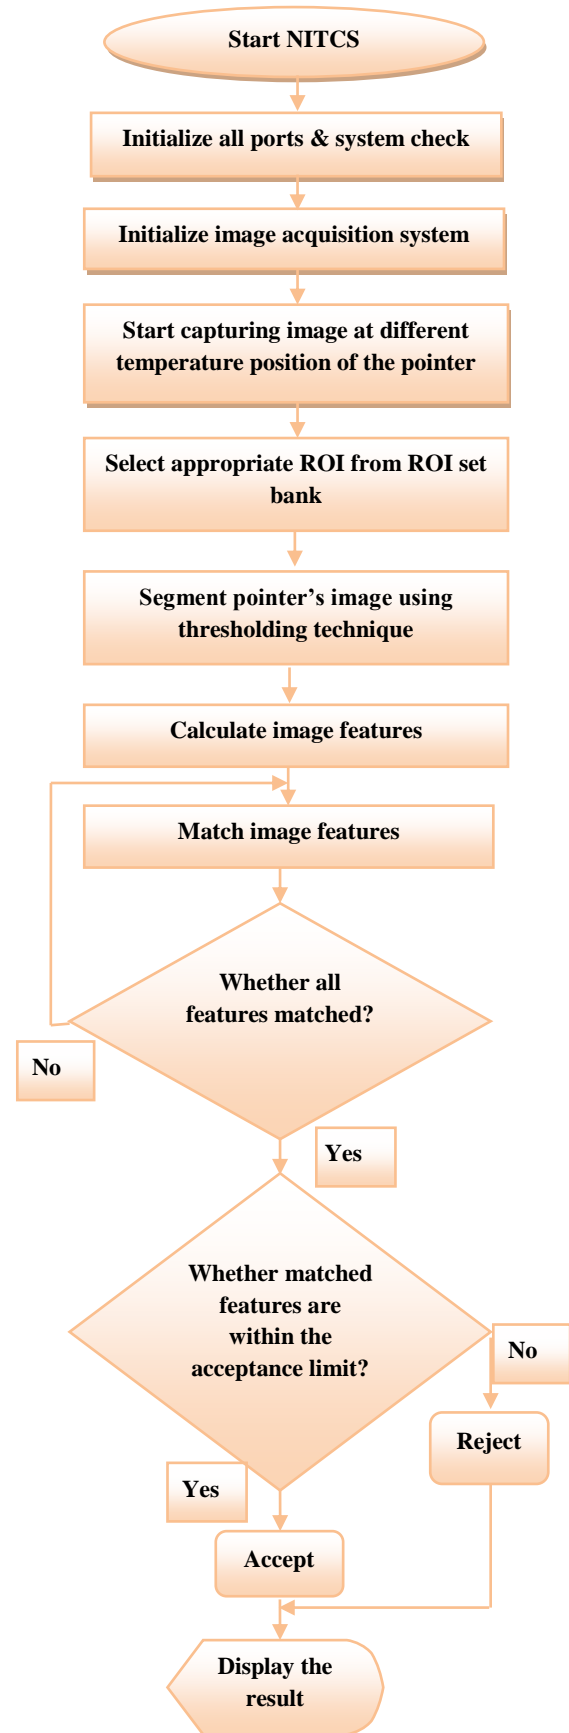 Start NITCS
Initialize all ports & system check
Initialize image acquisition system
Start capturing image at different
temperature position of the pointer
Select appropriate ROI from ROI set
bank
Segment pointer’s image using
thresholding technique
Calculate image features
Match image features
Whether all
features matched?
No
Yes
Whether matched
features are
within the
acceptance limit?
No
Reject
Yes
Accept
Display the
result